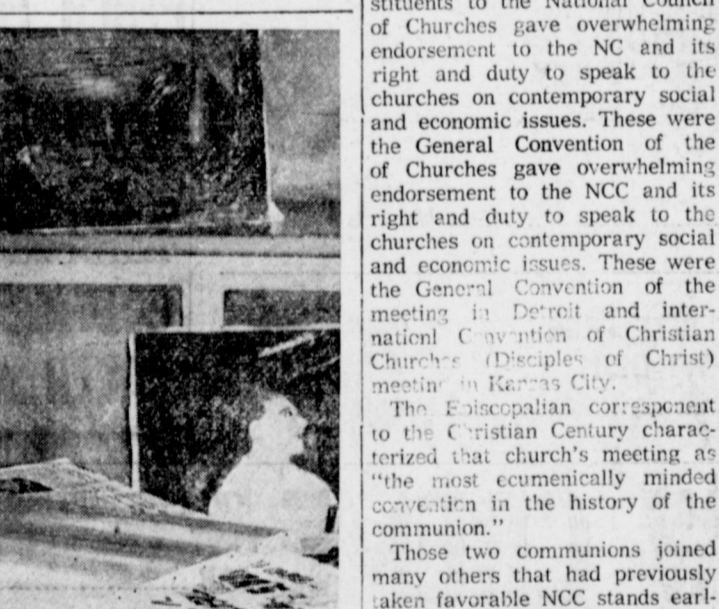 stituents to the National Council
of Churches gave overwhelming
endorsement to the NC and its
right and duty to speak to the
churches on contemporary social
and economic issues. These were
the General Convention of the
of Churches gave overwhelming
endorsement to the NCC and its
right and duty to speak to the
churches on contemporary social
and economic issues. These were
the General Convention of the
meeting in Detroit and inter-
nationl Convention of Christian
Churches (Disciples of Christ)
meeting in Kansas City.
The Episcopalian correspenent
to the Christian Century charac-
terized that church's meeting as
"the most ecumenically minded
convention in the history of the
communion."
Those two communions joined
many others that had previously
taken favorable NCC stands earl-